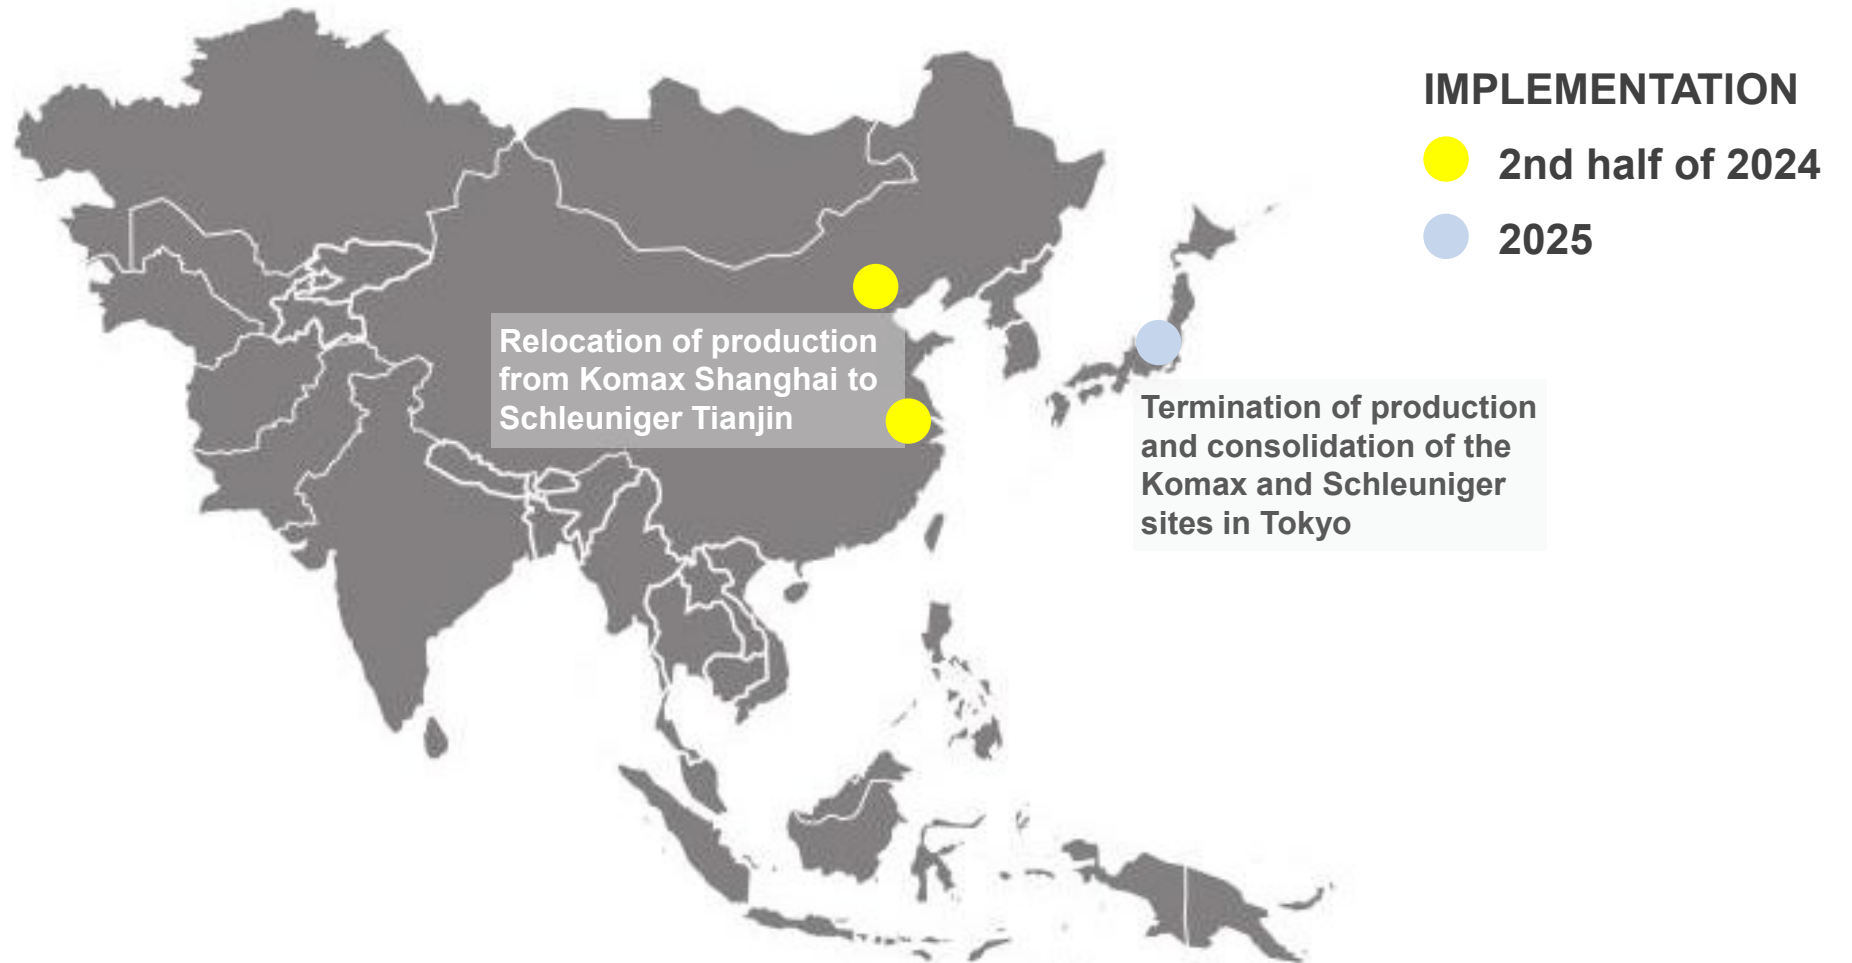 IMPLEMENTATION
2nd half of 2024
2025
Relocation of production
from Komax Shanghai to
Schleuniger Tianjin
Termination of production
and consolidation of the
Komax and Schleuniger
sites in Tokyo